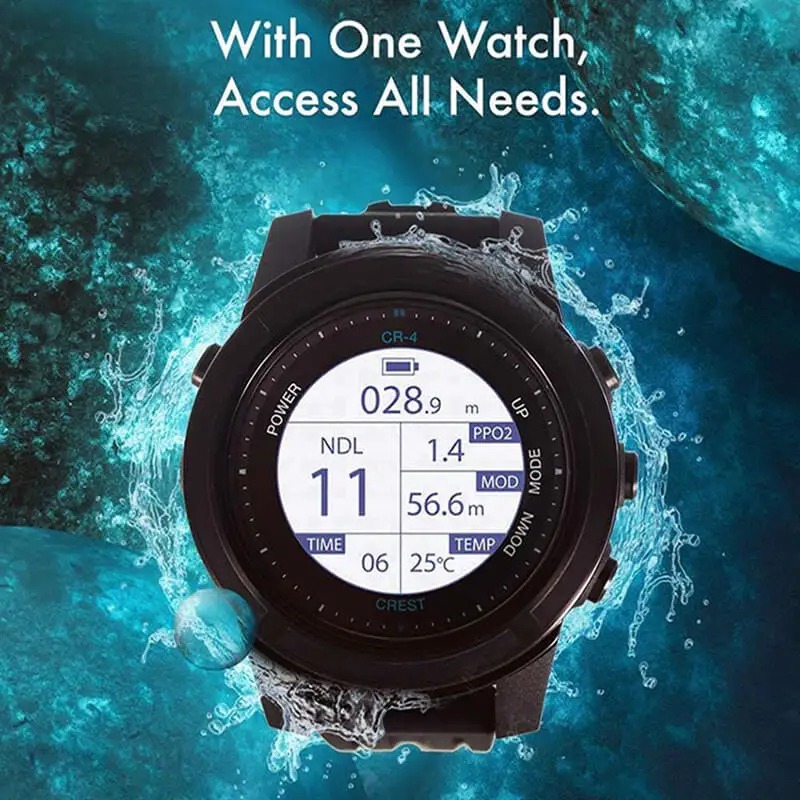 With One Watch,
Access All Needs.
CR-4
POWER
UP
MODE
DOWN
028.9 m
NDL
11
1.4 PPO2
MOD
56.6m
TIME
06
TEMP
25°C
CREST